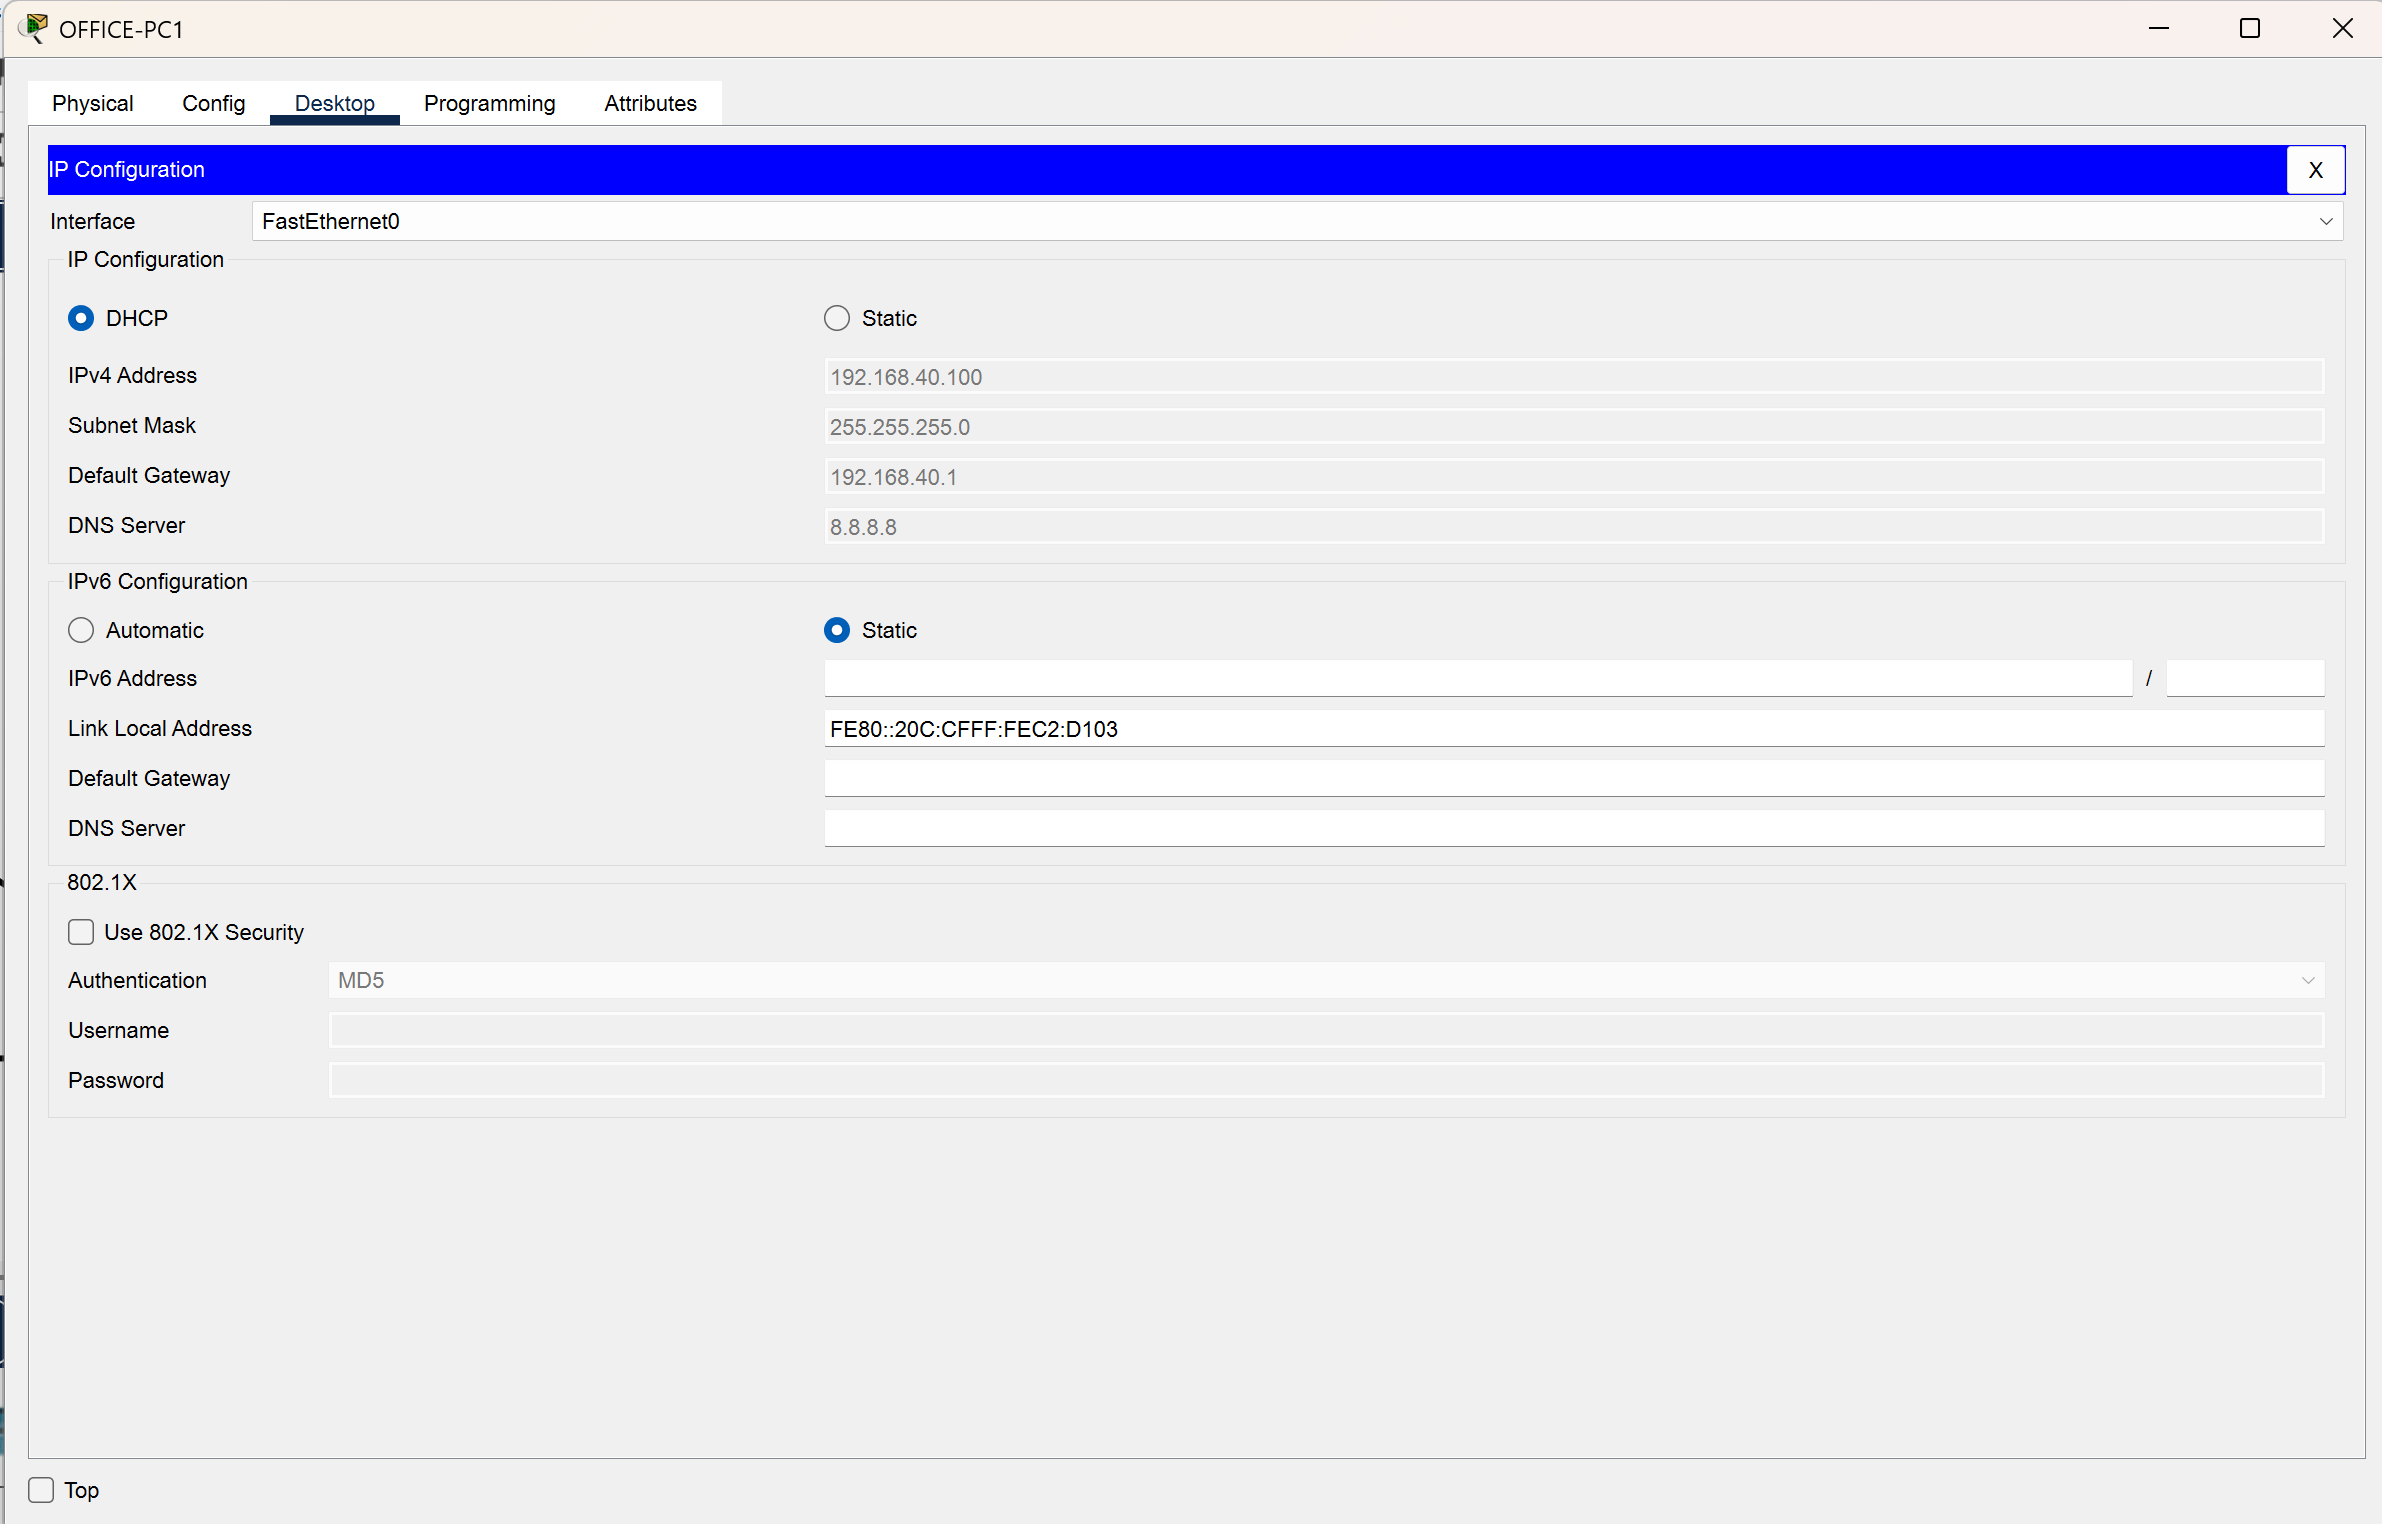 OFFICE-PC1
Physical Config Desktop Programming Attributes
IP Configuration X
Interface FastEthernet0
IP Configuration
DHCP Static
IPv4 Address 192.168.40.100
Subnet Mask 255.255.255.0
Default Gateway 192.168.40.1
DNS Server 8.8.8.8
IPv6 Configuration
Automatic Static
IPv6 Address /
Link Local Address FE80::20C:CFFF:FEC2:D103
Default Gateway
DNS Server
802.1X
Use 802.1X Security
Authentication MD5
Username
Password
Top